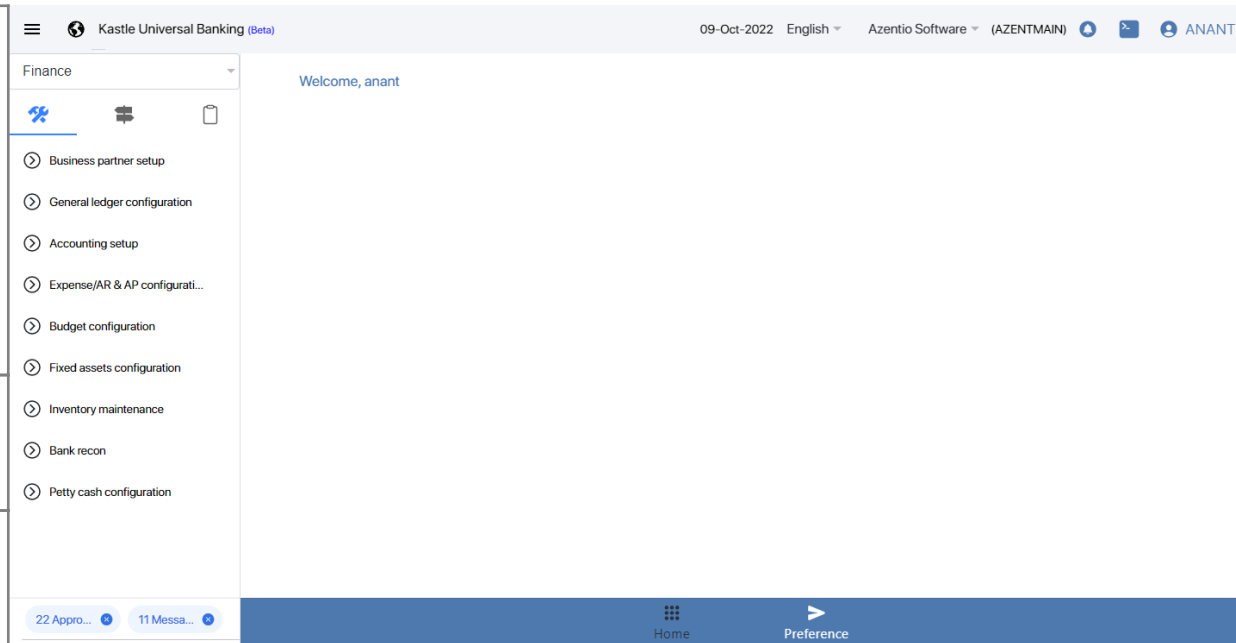 Kastle Universal Banking (Beta)
09-Oct-2022 English Azentio Software (AZENTMAIN) ANANT
Finance
Welcome, anant
Business partner setup
General ledger configuration
Accounting setup
Expense/AR & AP configurati...
Budget configuration
Fixed assets configuration
Inventory maintenance
Bank recon
Petty cash configuration
22 Appro... 11 Messa...
Home Preference